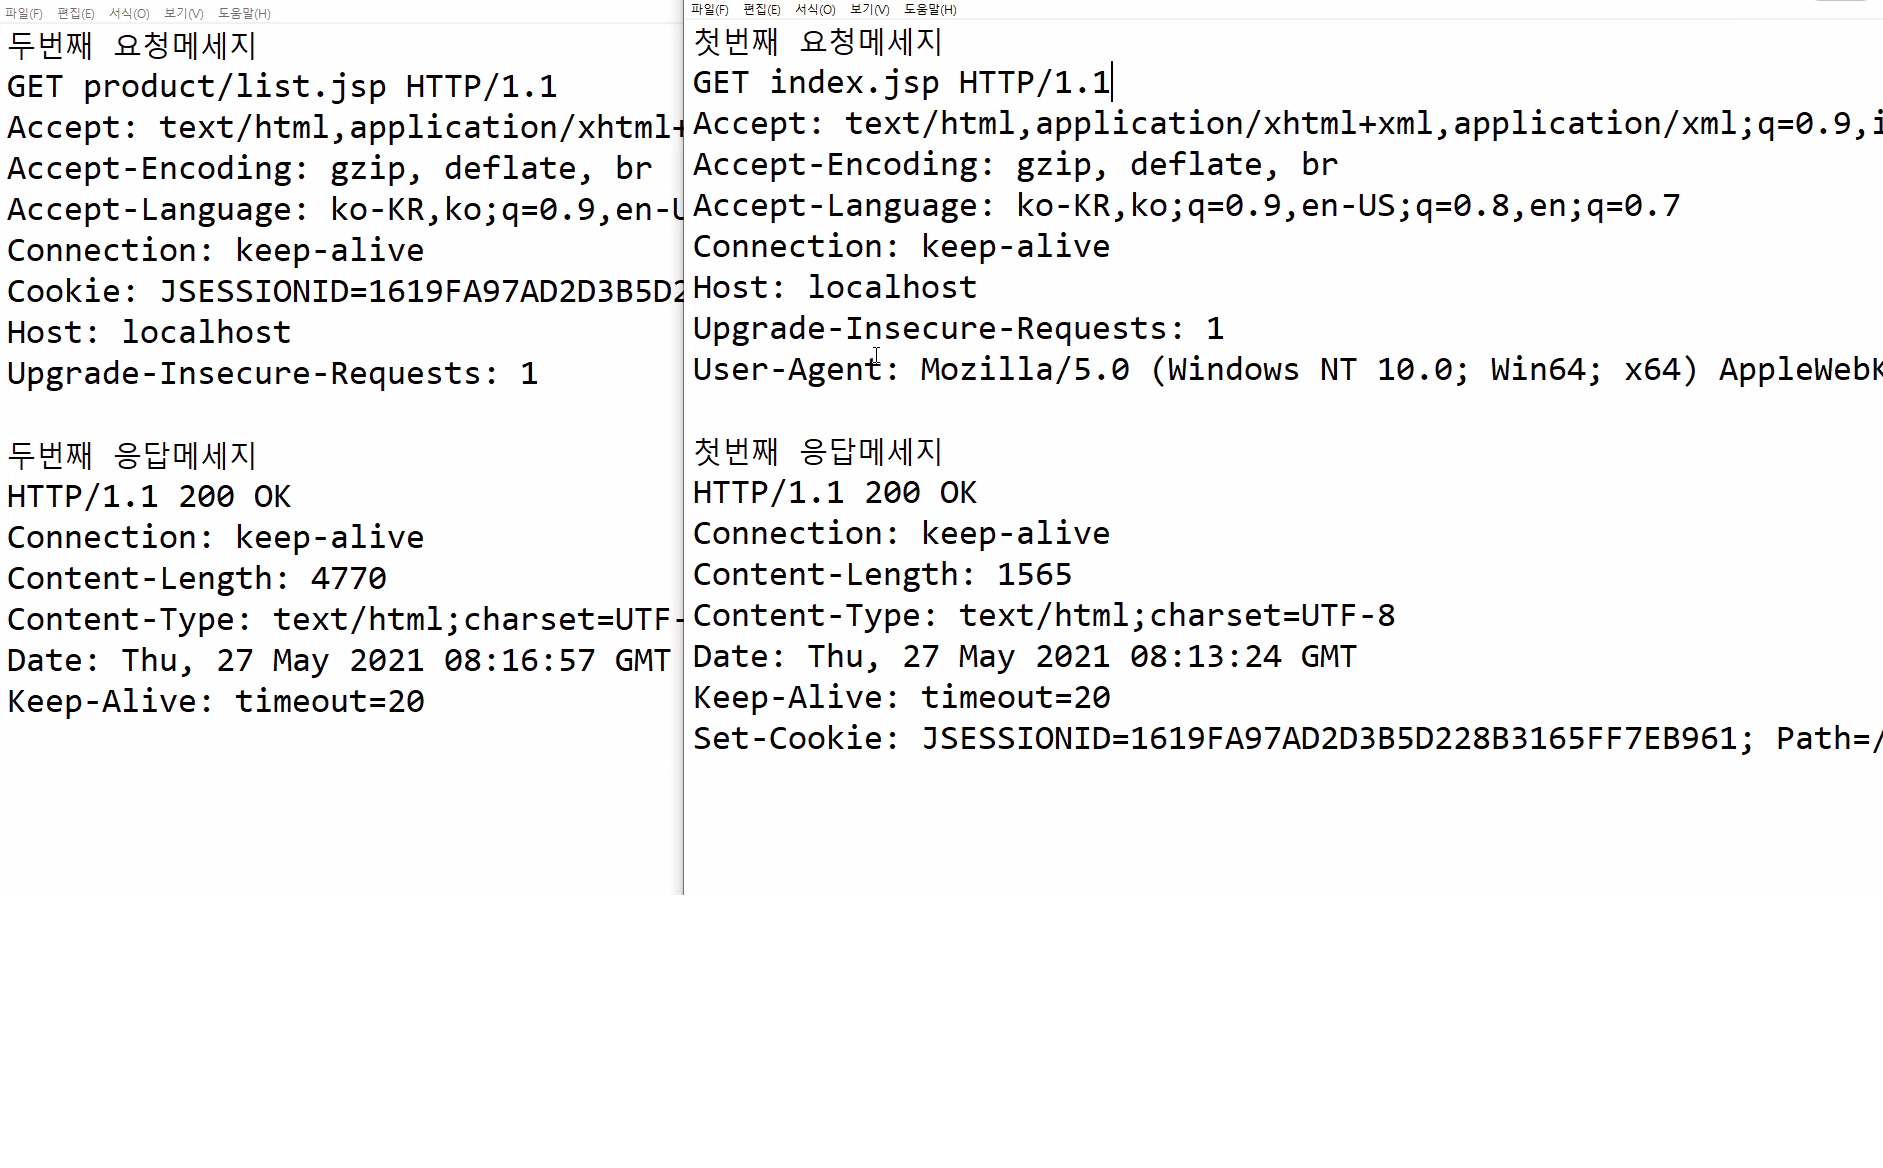 파일(F) 편집(E) 서식(O) 보기(V) 도움말(H)
두번째 요청메세지
GET product/list.jsp HTTP/1.1
Accept: text/html,application/xhtml+
Accept-Encoding: gzip, deflate, br
Accept-Language: ko-KR,ko;q=0.9,en-U
Connection: keep-alive
Cookie: JSESSIONID=1619FA97AD2D3B5D2
Host: localhost
Upgrade-Insecure-Requests: 1
두번째 응답메세지
HTTP/1.1 200 OK
Connection: keep-alive
Content-Length: 4770
Content-Type: text/html;charset=UTF-
Date: Thu, 27 May 2021 08:16:57 GMT
Keep-Alive: timeout=20
파일(F) 편집(E) 서식(O) 보기(V) 도움말(H)
첫번째 요청메세지
GET index.jsp HTTP/1.1
Accept: text/html,application/xhtml+xml,application/xml;q=0.9,i
Accept-Encoding: gzip, deflate, br
Accept-Language: ko-KR,ko;q=0.9,en-US;q=0.8,en;q=0.7
Connection: keep-alive
Host: localhost
Upgrade-Insecure-Requests: 1
User-Agent: Mozilla/5.0 (Windows NT 10.0; Win64; x64) AppleWebK
첫번째 응답메세지
HTTP/1.1 200 OK
Connection: keep-alive
Content-Length: 1565
Content-Type: text/html;charset=UTF-8
Date: Thu, 27 May 2021 08:13:24 GMT
Keep-Alive: timeout=20
Set-Cookie: JSESSIONID=1619FA97AD2D3B5D228B3165FF7EB961; Path=/